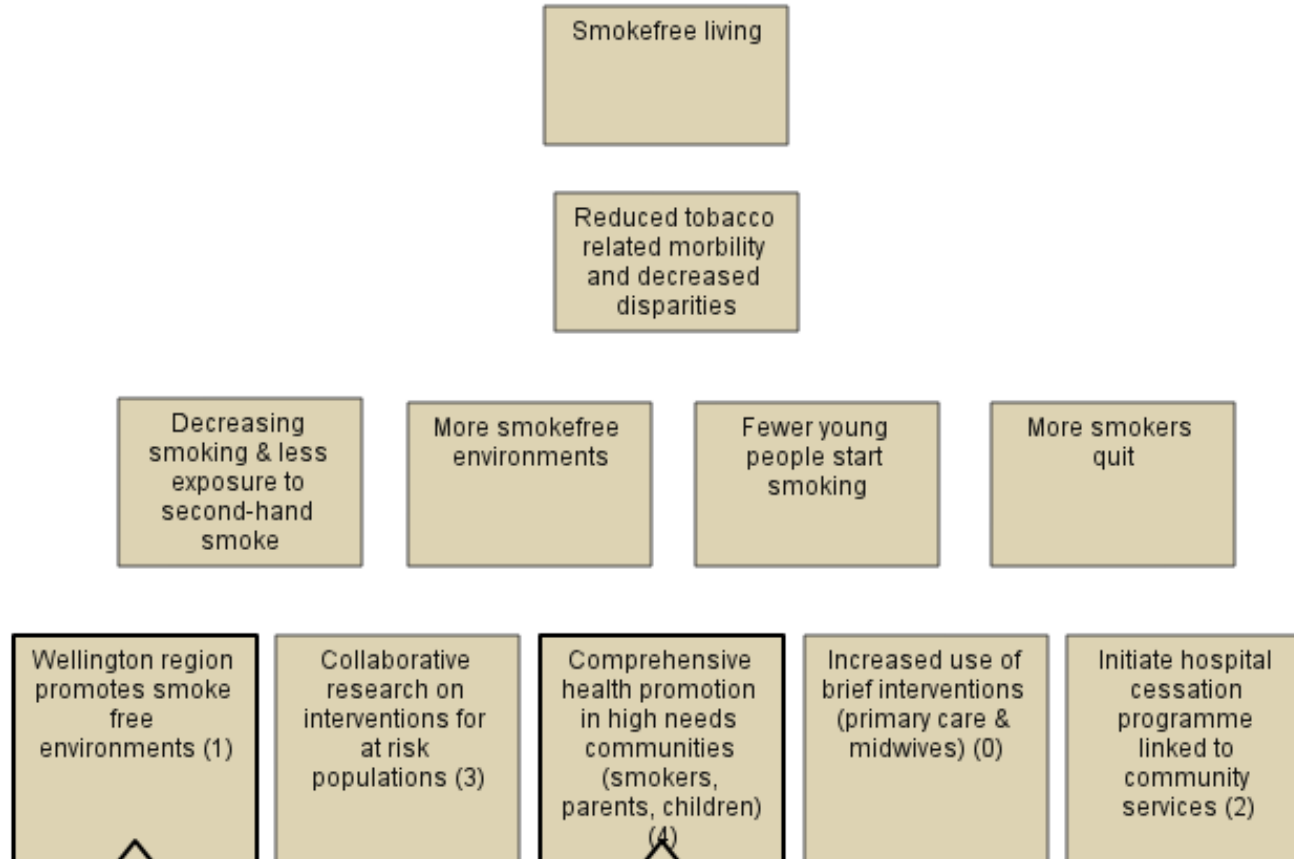 Smokefree living
Reduced tobacco
related morbility
and decreased
disparities
Decreasing
smoking & less
exposure to
second-hand
smoke
More smokefree
environments
Fewer young
people start
smoking
More smokers
quit
Wellington region
promotes smoke
free
environments (1)
Collaborative
research on
interventions for
at risk
populations (3)
Comprehensive
health promotion
in high needs
communities
(smokers,
parents, children)
(4)
Increased use of
brief interventions
(primary care &
midwives) (0)
Initiate hospital
cessation
programme
linked to
community
services (2)